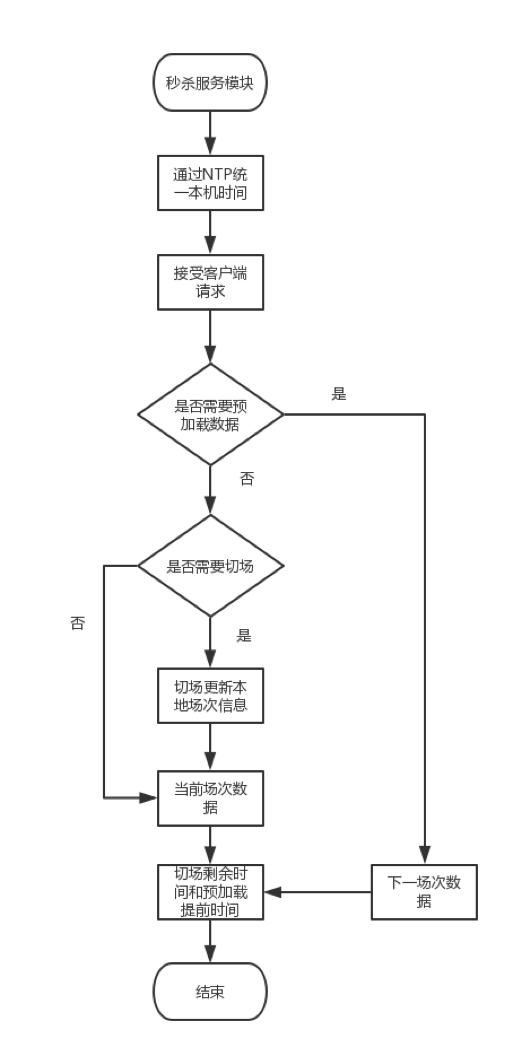 秒杀服务模块
通过NTP统
一本机时间
接受客户端
请求
是否需要预
加载数据
是
否
是否需要切场
否
是
切场更新本
地场次信息
当前场次数
据
切场剩余时
间和预加载
提前时间
下一场次数
据
结束